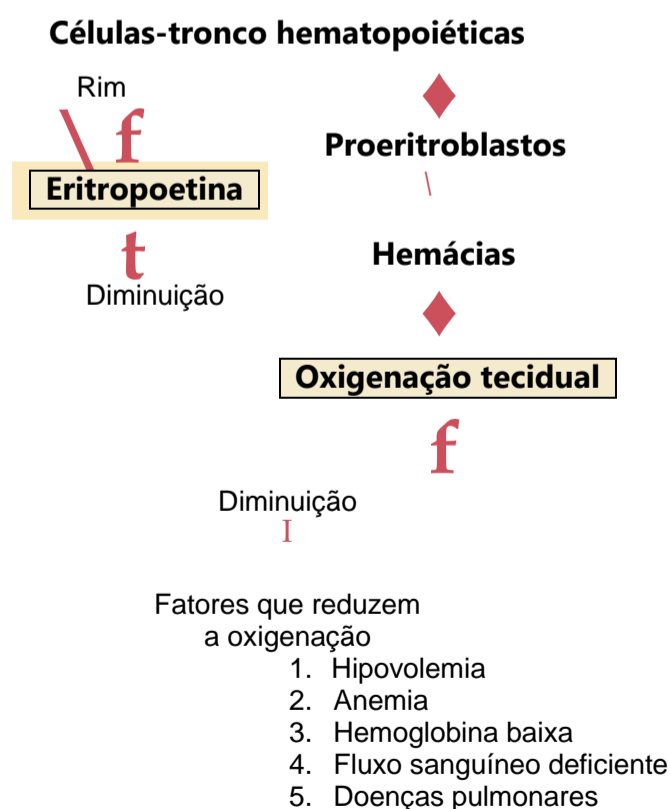 Células-tronco hematopoiéticas
Rim
f
Proeritroblastos
\
Eritropoetina
t
Hemácias
Diminuição
Oxigenação tecidual
f
Diminuição
I
Fatores que reduzem
a oxigenação
1. Hipovolemia
2. Anemia
3. Hemoglobina baixa
4. Fluxo sanguíneo deficiente
5. Doenças pulmonares